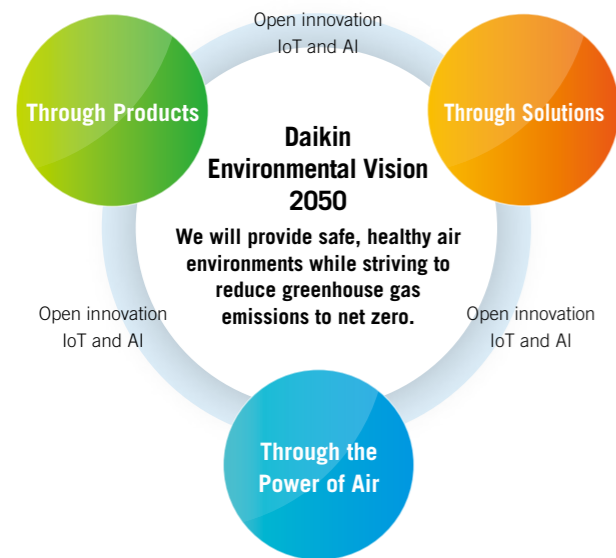 Open innovation
IoT and AI
Through Products
Through Solutions
Daikin
Environmental Vision
2050
We will provide safe, healthy air
environments while striving to
reduce greenhouse gas
emissions to net zero.
Open innovation
IoT and AI
Open innovation
IoT and AI
Through the
Power of Air